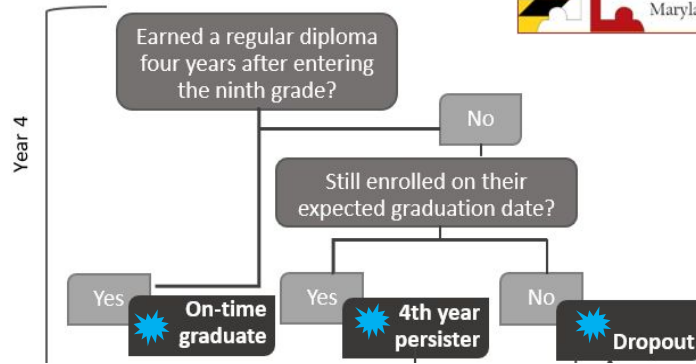 Maryla
Earned a regular diploma
four years after entering
the ninth grade?
Year 4
No
Still enrolled on their
expected graduation date?
Yes
On-time
graduate
Yes
4th year
persister
No
Dropout